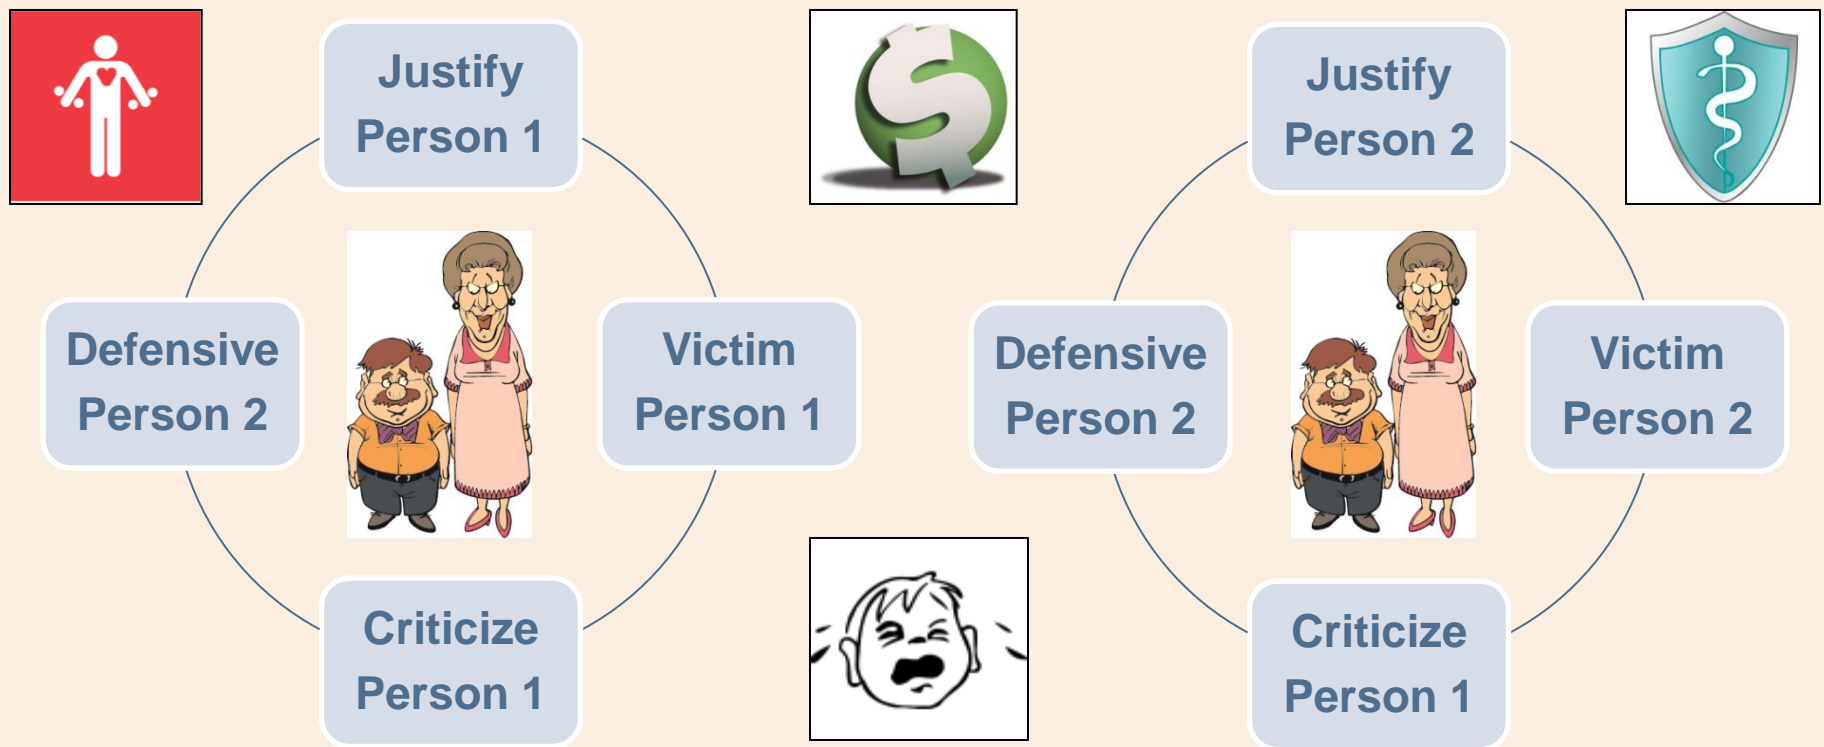 Justify
Person 1
Defensive
Person 2
Victim
Person 1
Criticize
Person 1
$
Justify
Person 2
Defensive
Person 2
Victim
Person 2
Criticize
Person 1